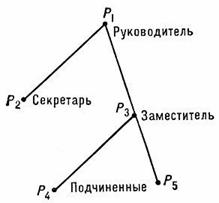 P1
Руководитель
P2 Секретарь
P3 Заместитель
P4 Подчиненные P5